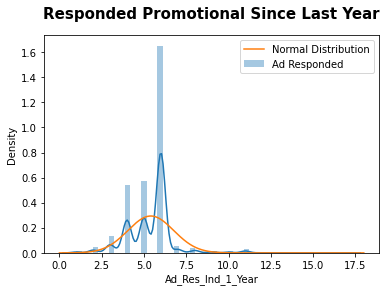 Responded Promotional Since Last Year
Normal Distribution
Ad Responded
1.6
1.4
1.2
1.0
0.8
0.6
0.4
0.2
0.0
Density
0.0 2.5 5.0 7.5 10.0 12.5 15.0 17.5
Ad_Res_Ind_1_Year